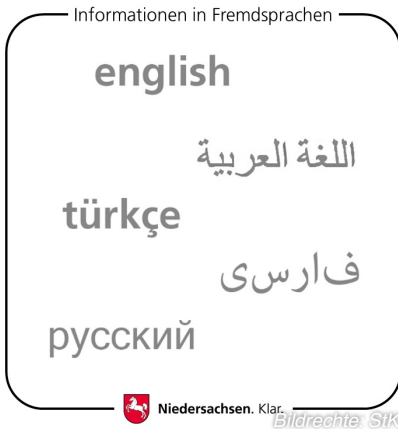 Informationen in Fremdsprachen
english
اللغة العربية
türkçe
فارسی
русский
Niedersachsen. Klar.
Bildrechte: StK